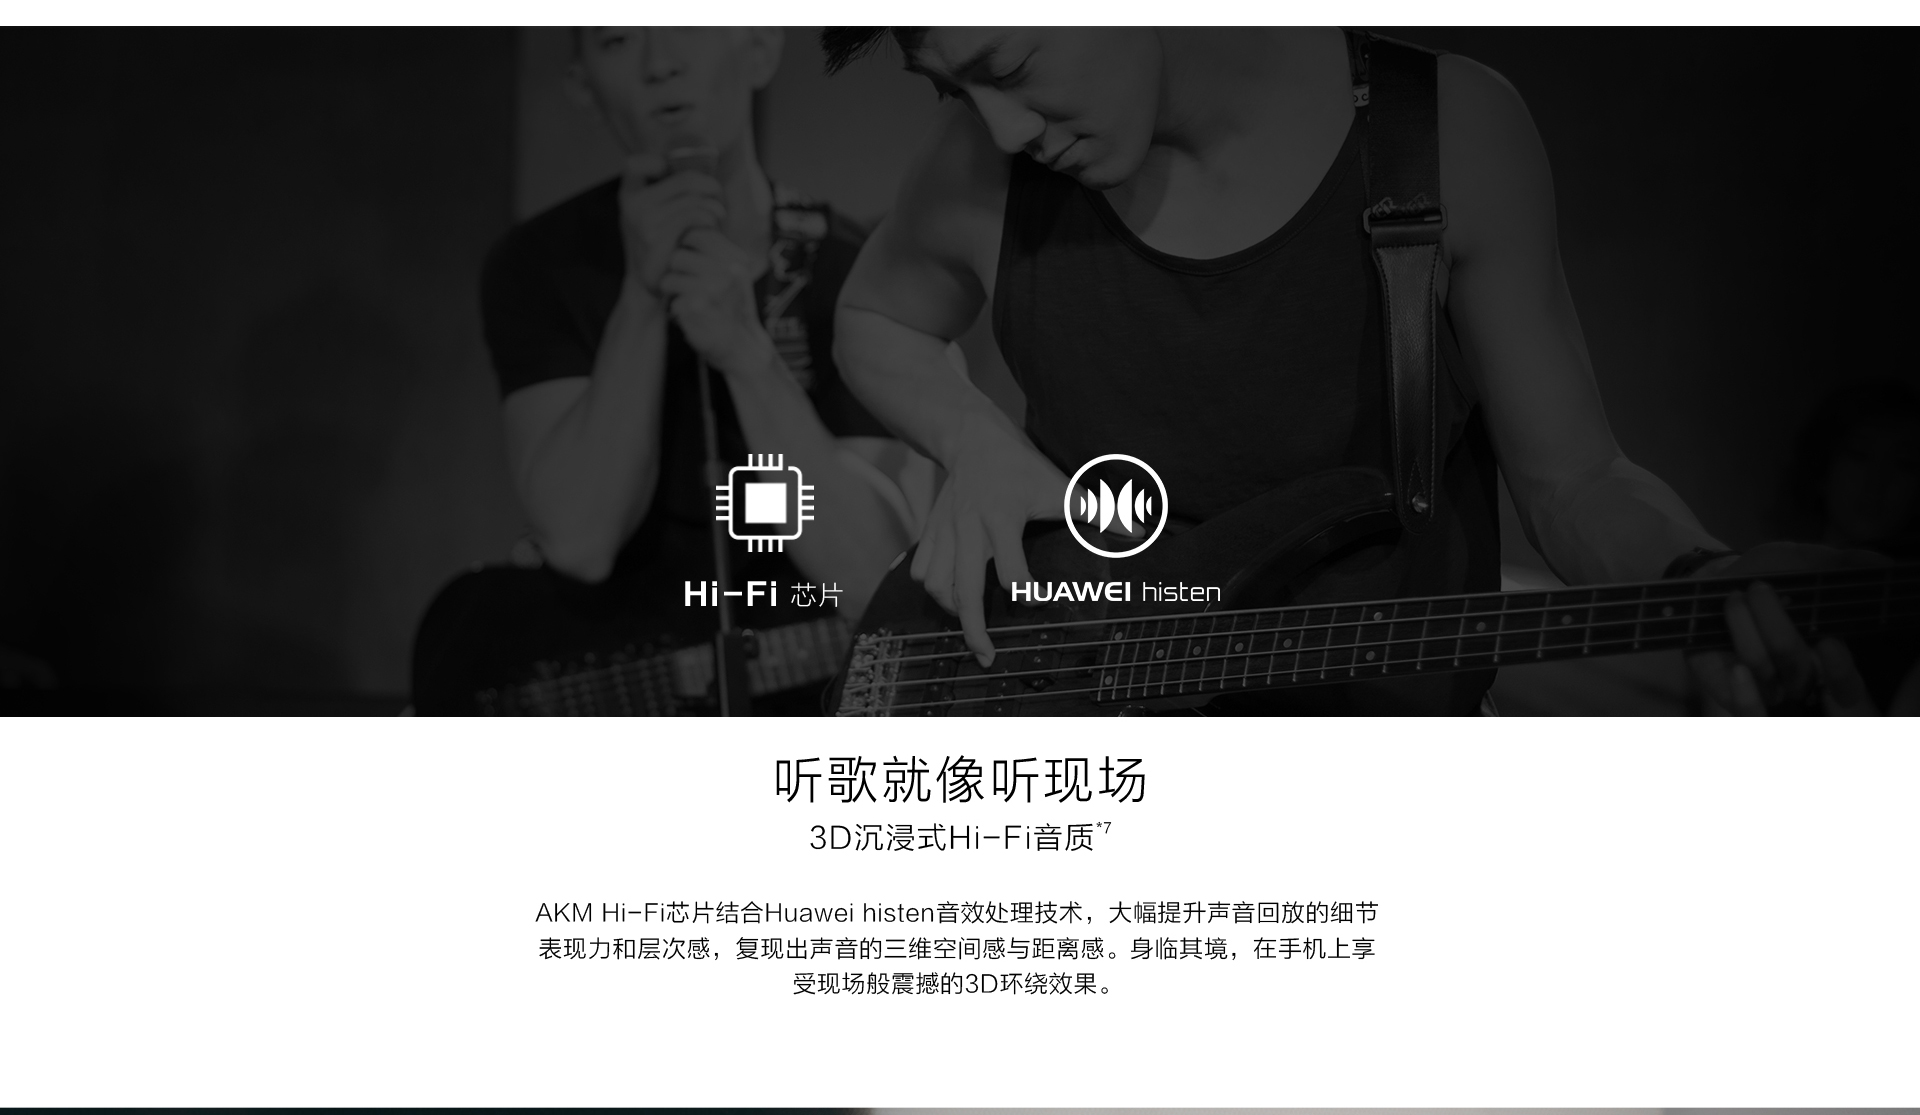 Hi-Fi 芯片
HUAWEI histen
听歌就像听现场
3D沉浸式Hi-Fi音质*7
AKM Hi-Fi芯片结合Huawei histen音效处理技术，大幅提升声音回放的细节
表现力和层次感，复现出声音的三维空间感与距离感。身临其境，在手机上享
受现场般震撼的3D环绕效果。